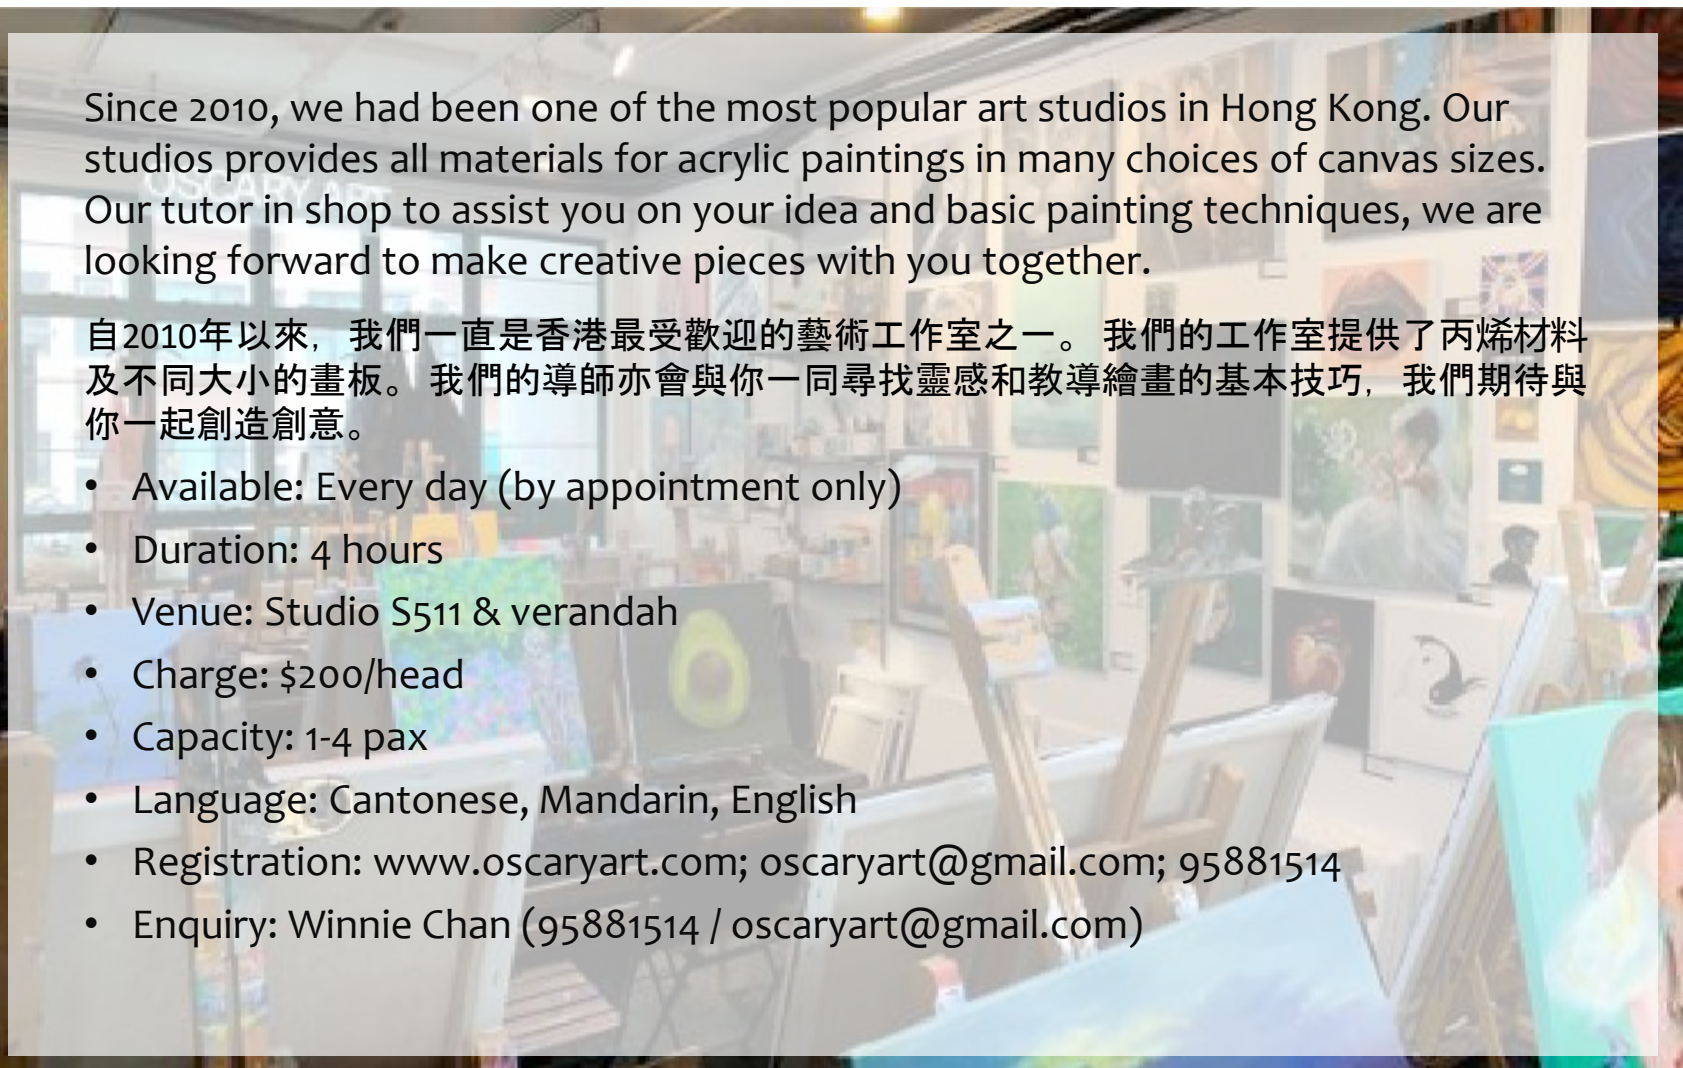 Since 2010, we had been one of the most popular art studios in Hong Kong. Our
studios provides all materials for acrylic paintings in many choices of canvas sizes.
OSCARY ART
Our tutor in shop to assist you on your idea and basic painting techniques, we are
looking forward to make creative pieces with you together.
自2010年以來, 我們一直是香港最受歡迎的藝術工作室之一。 我們的工作室提供了丙烯材料
及不同大小的畫板。 我們的導師亦會與你一同尋找靈感和教導繪畫的基本技巧, 我們期待與
你一起創造創意。
• Available: Every day (by appointment only)
• Duration: 4 hours
• Venue: Studio S511 & verandah
• Charge: $200/head
• Capacity: 1-4 pax
• Language: Cantonese, Mandarin, English
• Registration: www.oscaryart.com; oscaryart@gmail.com; 95881514
• Enquiry: Winnie Chan (95881514 / oscaryart@gmail.com)